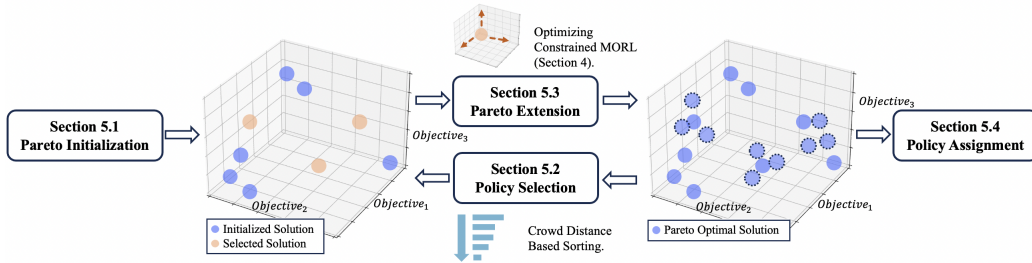 Section 5.1
Pareto Initialization
Objective₃
Objective₂
Objective₁
Initialized Solution
Selected Solution
Optimizing
Constrained MORL
(Section 4).
Section 5.3
Pareto Extension
Section 5.2
Policy Selection
Crowd Distance
Based Sorting.
Objective₃
Objective₂
Objective₁
Pareto Optimal Solution
Section 5.4
Policy Assignment